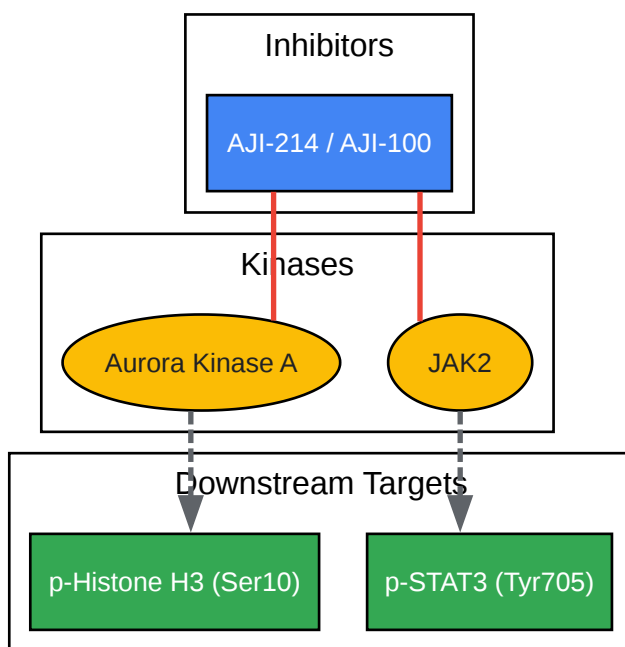 Inhibitors
AJI-214 / AJI-100
Kinases
Aurora Kinase A
JAK2
Downstream Targets
p-Histone H3 (Ser10)
p-STAT3 (Tyr705)